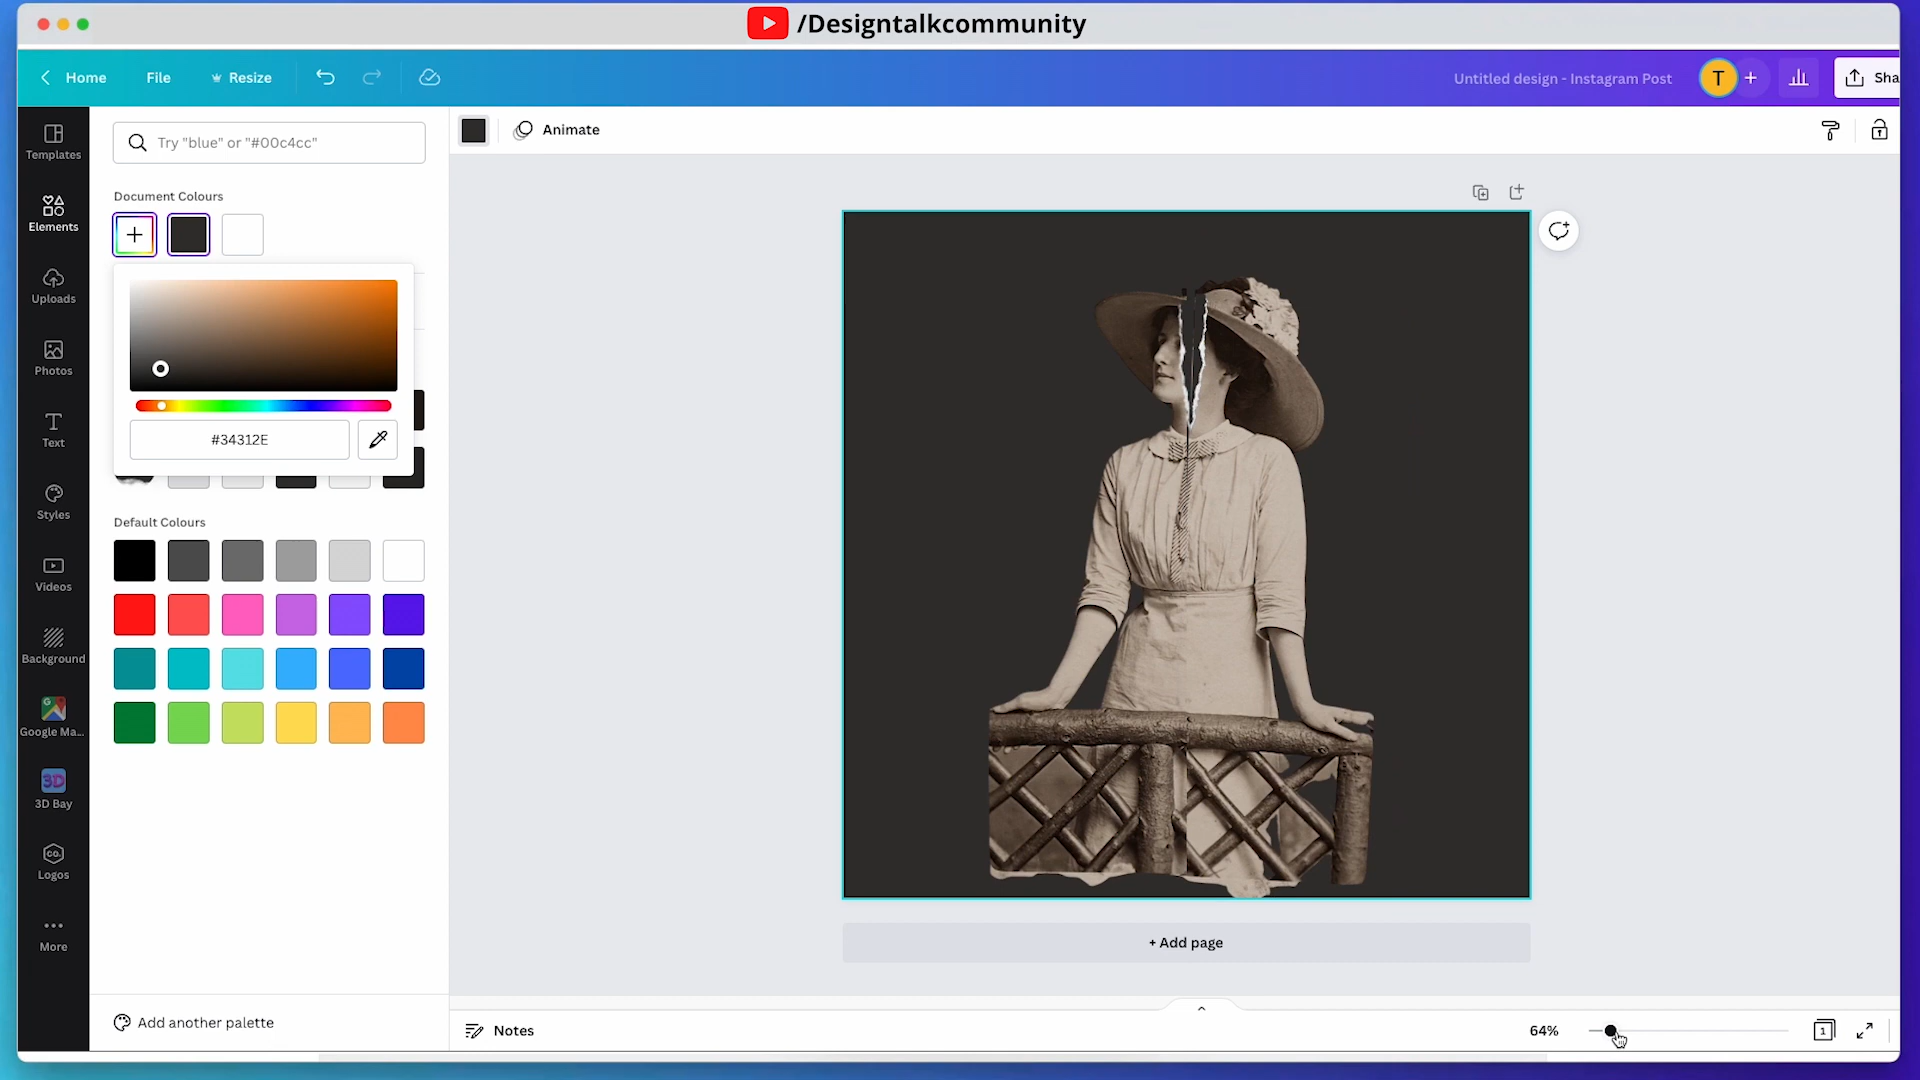 /Designtalkcommunity
Home
File
Resize
Untitled design - Instagram Post
T
+
Sha
Templates
Elements
Uploads
Photos
Text
Styles
Videos
Background
Google Ma...
3D
3D Bay
co.
Logos
More
Try "blue" or "#00c4cc"
Document Colours
#34312E
Default Colours
Add another palette
Animate
+ Add page
Notes
64%
1